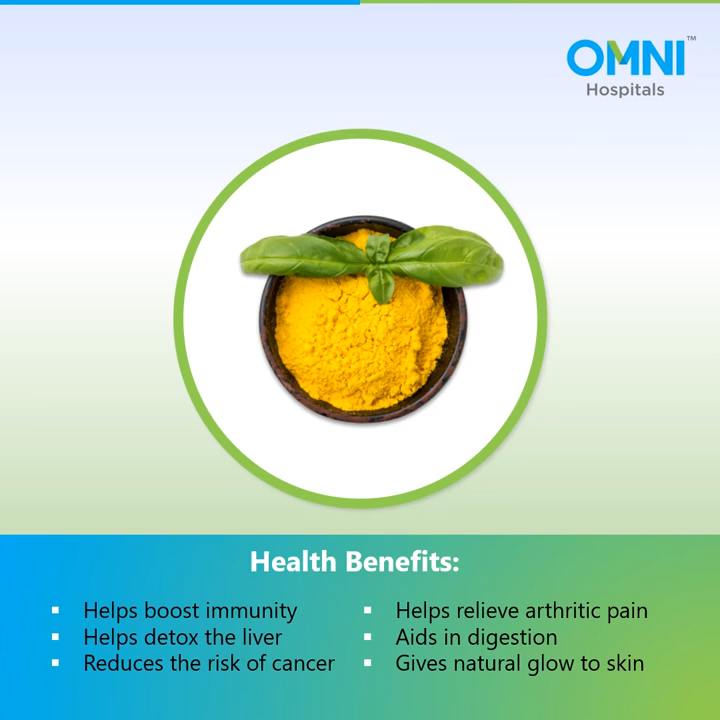 OMNI™
Hospitals
Health Benefits:
▪ Helps boost immunity
▪ Helps detox the liver
▪ Reduces the risk of cancer
▪ Helps relieve arthritic pain
▪ Aids in digestion
▪ Gives natural glow to skin